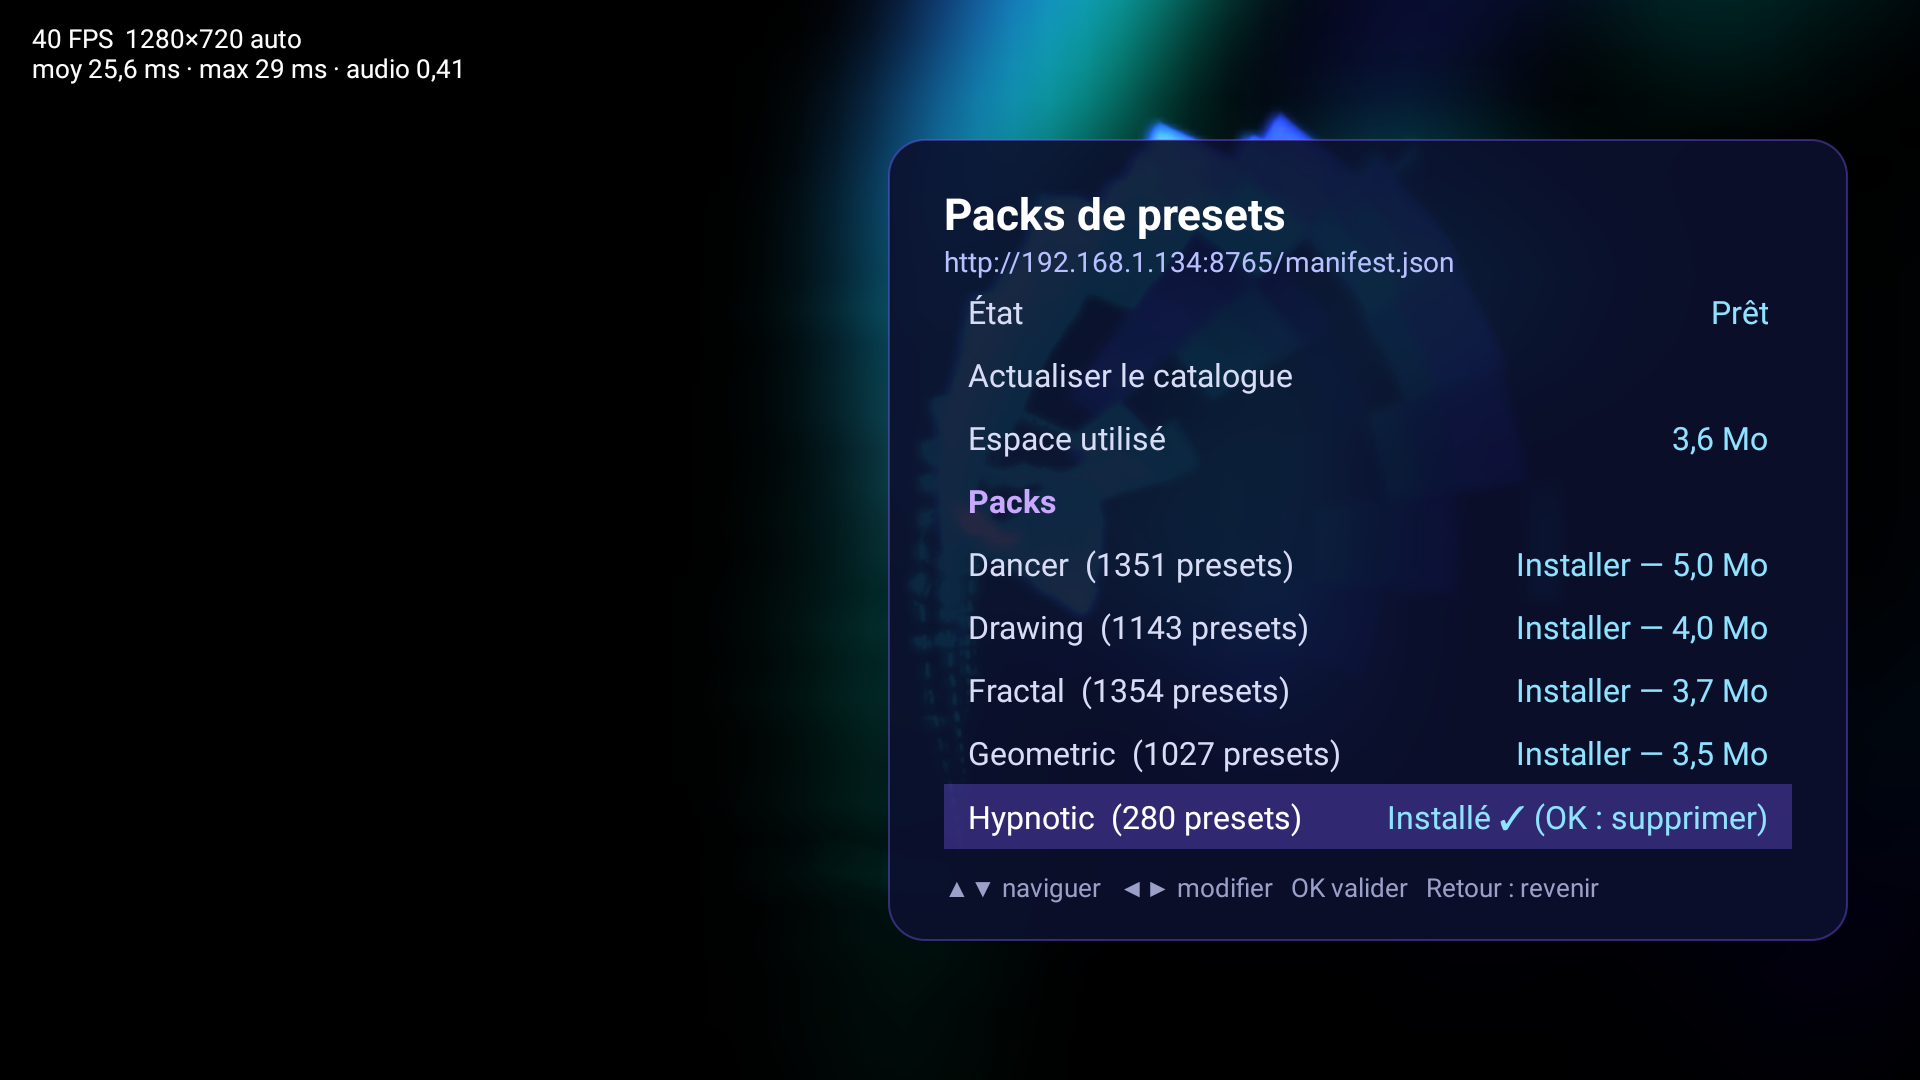 40 FPS 1280×720 auto
moy 25,6 ms · max 29 ms · audio 0,41
Packs de presets
http://192.168.1.134:8765/manifest.json
État Prêt
Actualiser le catalogue
Espace utilisé 3,6 Mo
Packs
Dancer (1351 presets) Installer — 5,0 Mo
Drawing (1143 presets) Installer — 4,0 Mo
Fractal (1354 presets) Installer — 3,7 Mo
Geometric (1027 presets) Installer — 3,5 Mo
Hypnotic (280 presets) Installé ✓ (OK : supprimer)
▲▼ naviguer ◄► modifier OK valider Retour : revenir